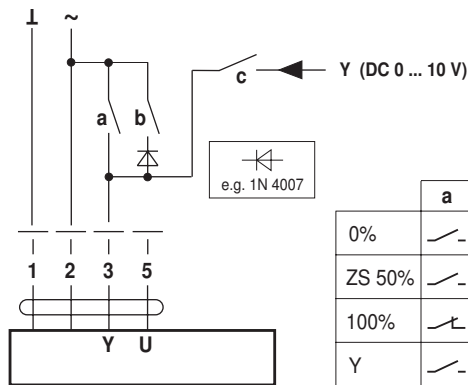 ⊥ ~
a b
c
Y (DC 0 ... 10 V)
e.g. 1N 4007
1 2 3 5
Y U
a
0%
ZS 50%
100%
Y